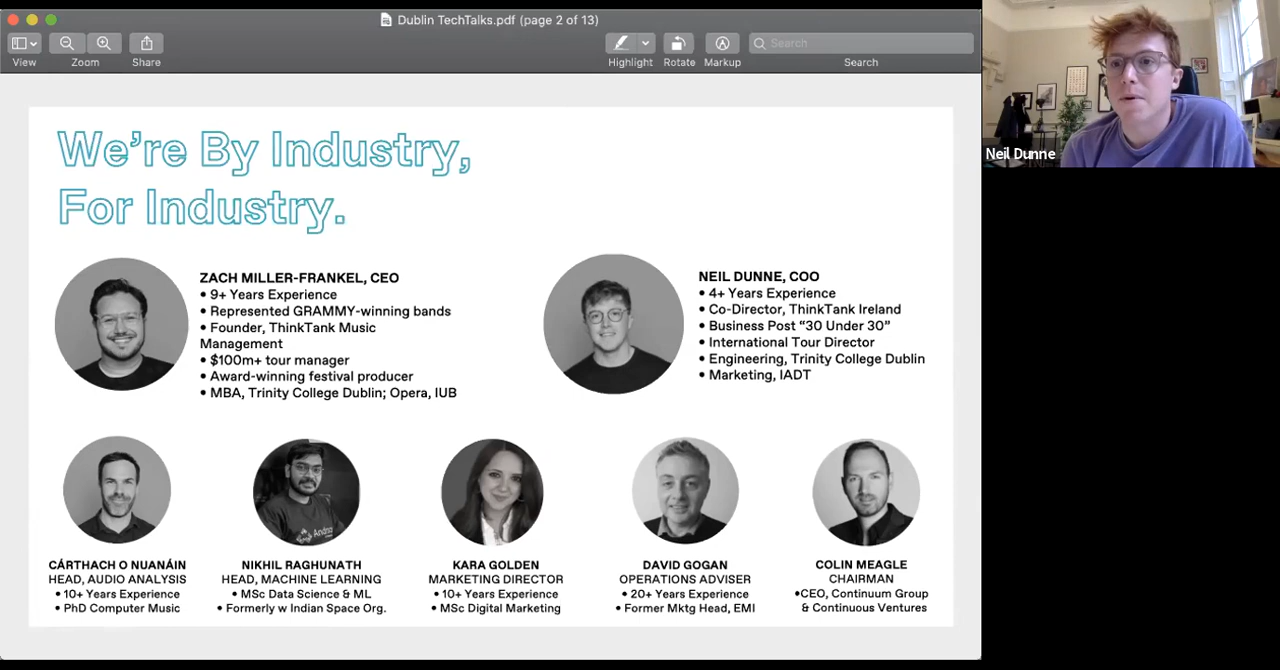 Dublin TechTalks.pdf (page 2 of 13)
View
Zoom
Share
Highlight
Rotate
Markup
Search
Search
Neil Dunne
We're By Industry,
For Industry.
ZACH MILLER-FRANKEL, CEO
• 9+ Years Experience
• Represented GRAMMY-winning bands
• Founder, ThinkTank Music
Management
• $100m+ tour manager
• Award-winning festival producer
• MBA, Trinity College Dublin; Opera, IUB
NEIL DUNNE, COO
• 4+ Years Experience
• Co-Director, ThinkTank Ireland
• Business Post “30 Under 30”
• International Tour Director
• Engineering, Trinity College Dublin
• Marketing, IADT
CÁRTHACH O NUANÁIN
HEAD, AUDIO ANALYSIS
• 10+ Years Experience
• PhD Computer Music
NIKHIL RAGHUNATH
HEAD, MACHINE LEARNING
• MSc Data Science & ML
• Formerly w Indian Space Org.
KARA GOLDEN
MARKETING DIRECTOR
• 10+ Years Experience
• MSc Digital Marketing
DAVID GOGAN
OPERATIONS ADVISER
• 20+ Years Experience
• Former Mktg Head, EMI
COLIN MEAGLE
CHAIRMAN
•CEO, Continuum Group
& Continuous Ventures